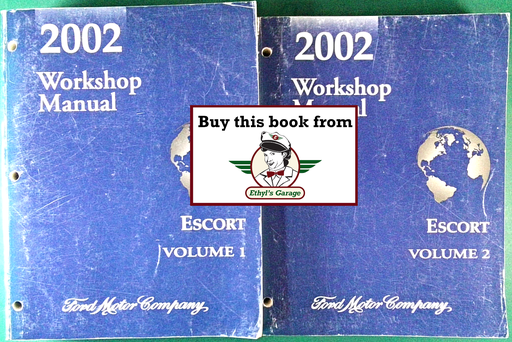 2002
Workshop
Manual
ESCORT
VOLUME 1
Ford Motor Company,
2002
Workshop
Manual
ESCORT
VOLUME 2
Ford Motor Company,
Buy this book from
Ethyl's Garage